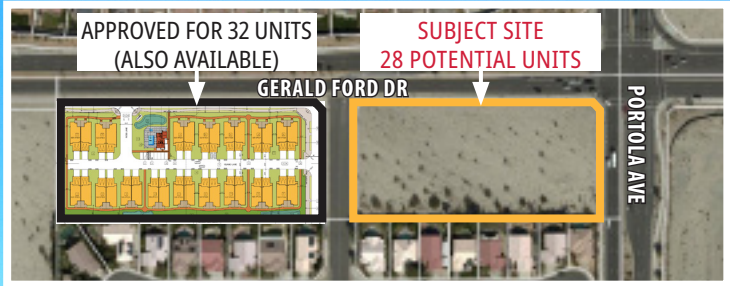 APPROVED FOR 32 UNITS
(ALSO AVAILABLE)
SUBJECT SITE
28 POTENTIAL UNITS
GERALD FORD DR
PORTOLA AVE